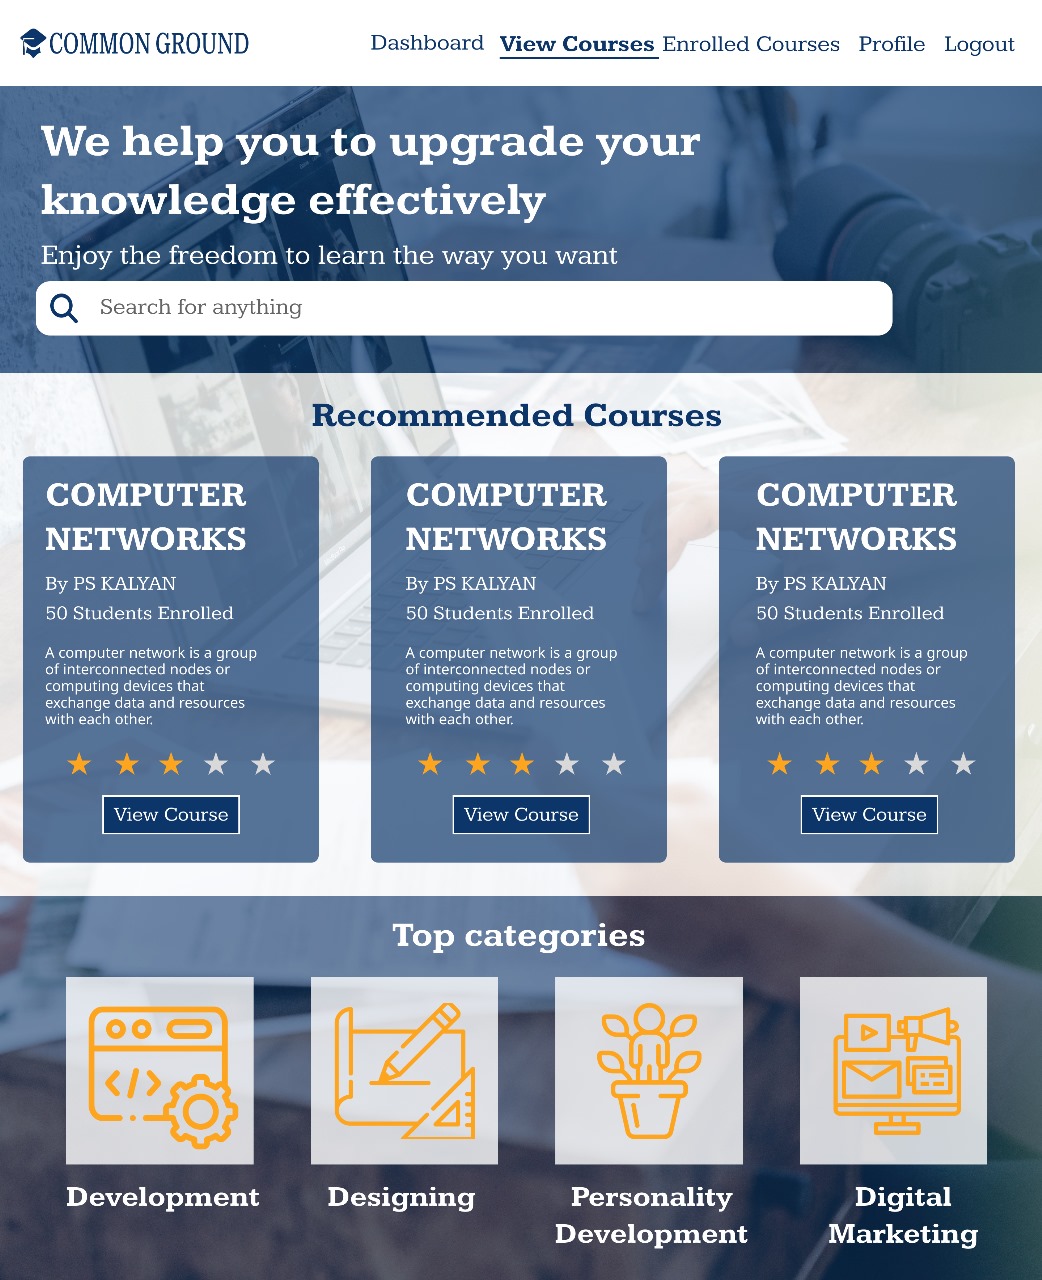 COMMON GROUND
Dashboard View Courses Enrolled Courses Profile Logout
We help you to upgrade your
knowledge effectively
Enjoy the freedom to learn the way you want
Search for anything
Recommended Courses
COMPUTER
NETWORKS
By PS KALYAN
50 Students Enrolled
A computer network is a group
of interconnected nodes or
computing devices that
exchange data and resources
with each other.
View Course
COMPUTER
NETWORKS
By PS KALYAN
50 Students Enrolled
A computer network is a group
of interconnected nodes or
computing devices that
exchange data and resources
with each other.
View Course
COMPUTER
NETWORKS
By PS KALYAN
50 Students Enrolled
A computer network is a group
of interconnected nodes or
computing devices that
exchange data and resources
with each other.
View Course
Top categories
Development
Designing
Personality
Development
Digital
Marketing